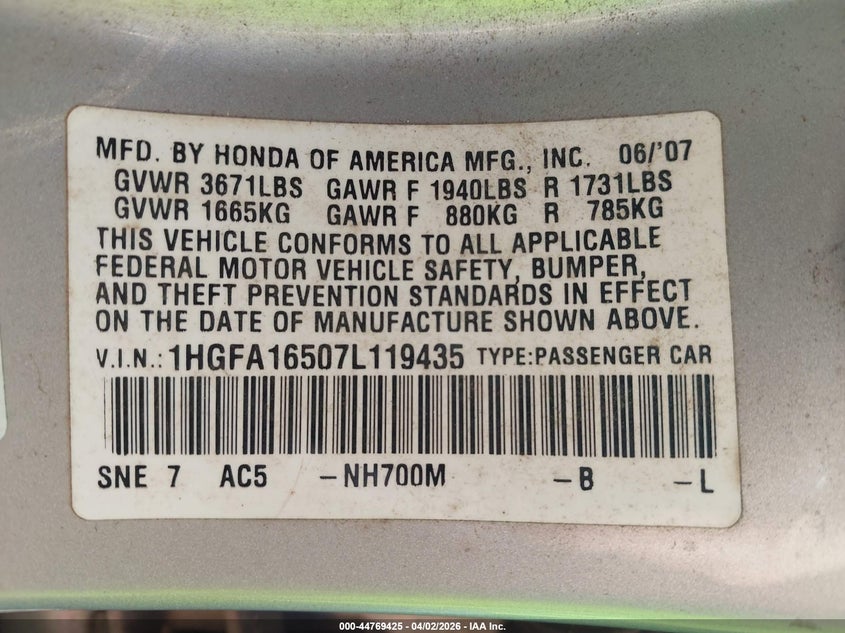 MFD. BY HONDA OF AMERICA MFG., INC. 06/'07
GVWR 3671LBS GAWR F 1940LBS R 1731LBS
GVWR 1665KG GAWR F 880KG R 785KG
THIS VEHICLE CONFORMS TO ALL APPLICABLE
FEDERAL MOTOR VEHICLE SAFETY, BUMPER,
AND THEFT PREVENTION STANDARDS IN EFFECT
ON THE DATE OF MANUFACTURE SHOWN ABOVE.
V.I.N.: 1HGFA16507L119435 TYPE:PASSENGER CAR
SNE 7 AC5 -NH700M -B -L
000-44769425 - 04/02/2026 - IAA Inc.